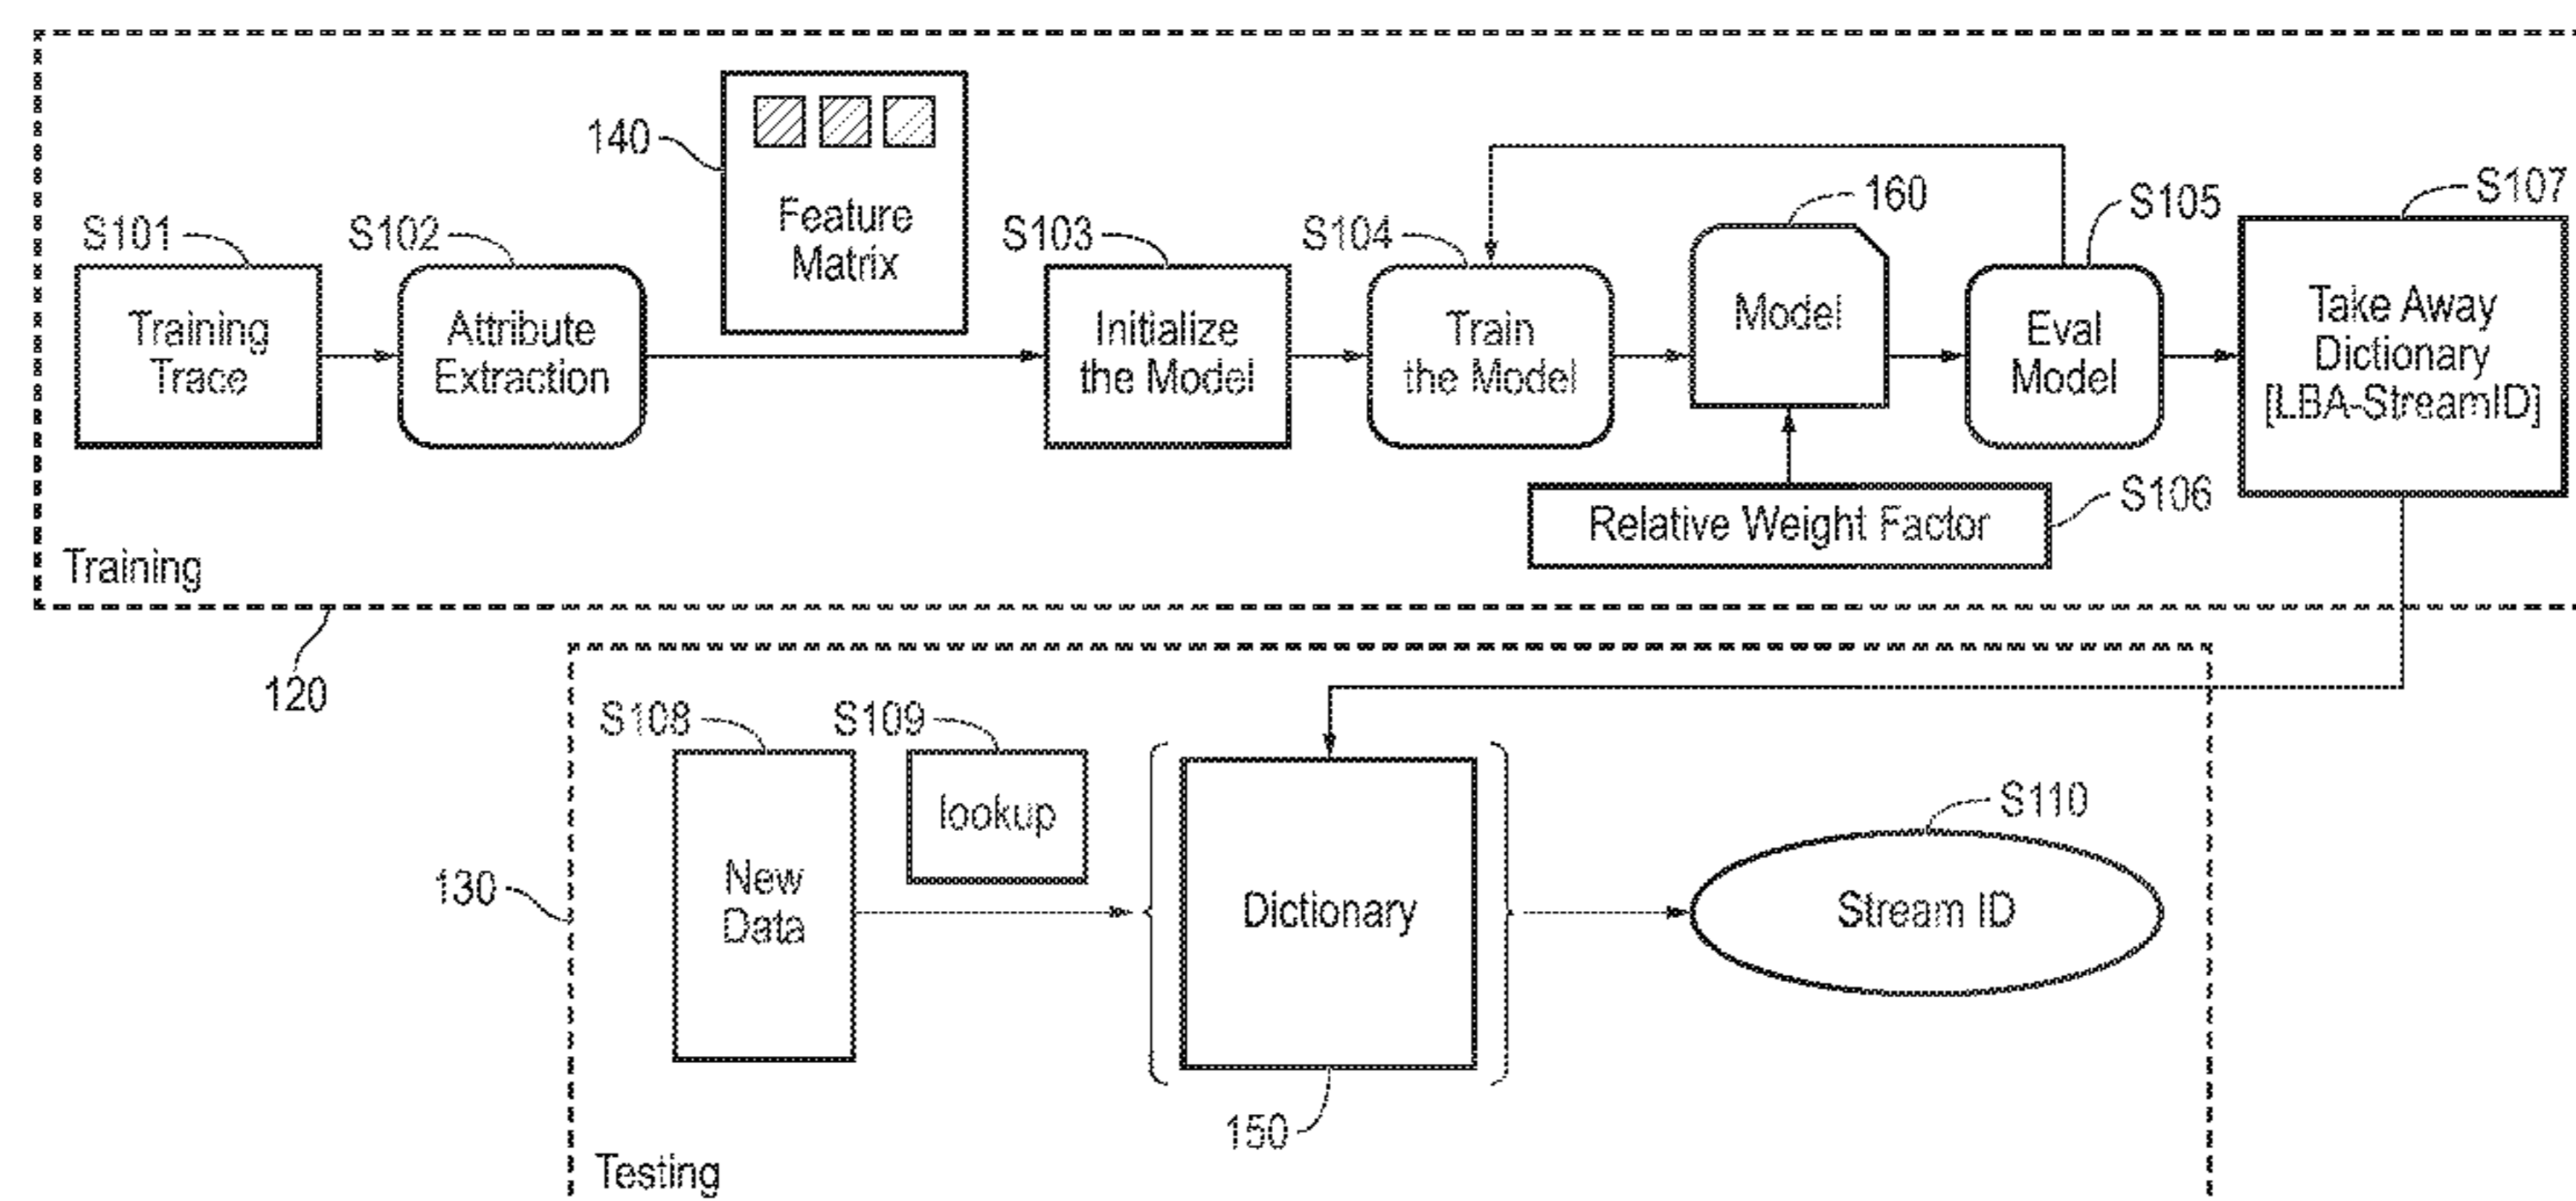 140
Feature
Matrix
S101
Training
Trace
S102
Attribute
Extraction
S103
Initialize
the Model
S104
Train
the Model
160
Model
S105
Eval
Model
S107
Take Away
Dictionary
[LBA-StreamID]
Relative Weight Factor
S106
Training
120
130
S108
New
Data
S109
lookup
Dictionary
150
S110
Stream ID
Testing